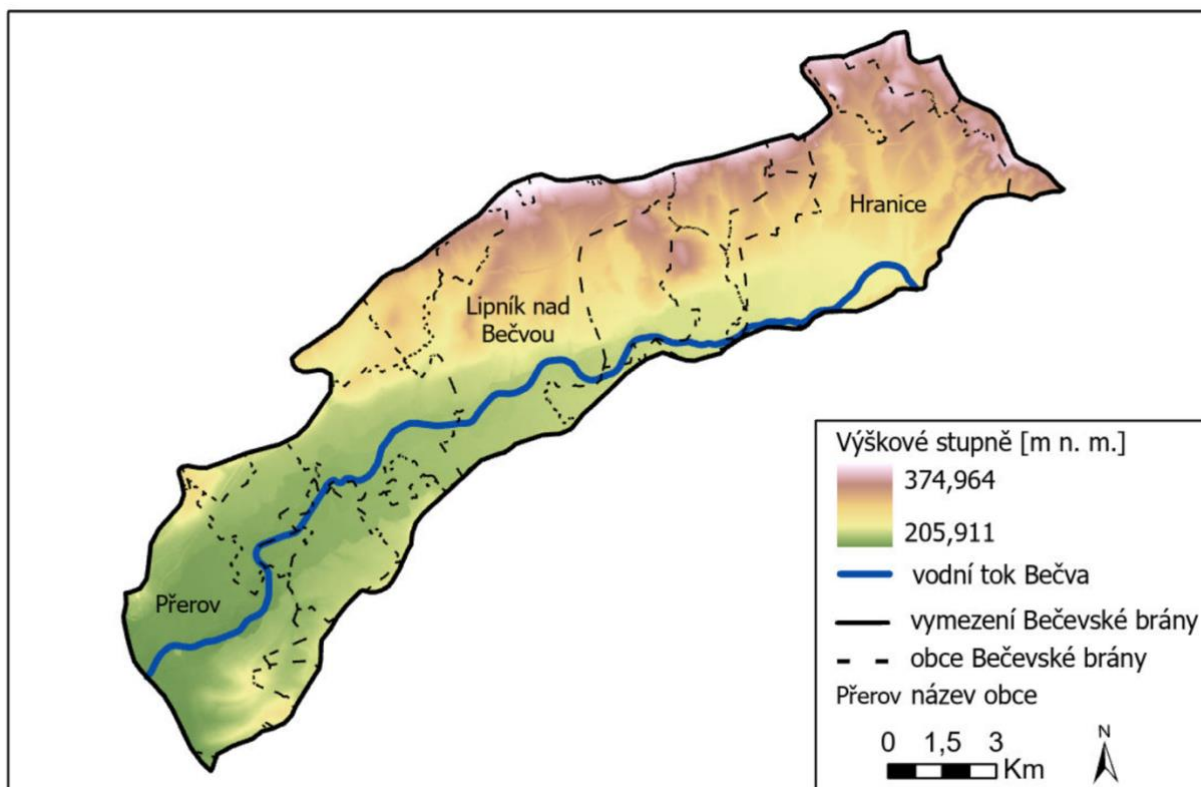 Hranice
Lipník nad
Bečvou
Přerov
Výškové stupně [m n. m.]
374,964
205,911
vodní tok Bečva
vymezení Bečevské brány
obce Bečevské brány
Přerov název obce
0 1,5 3
Km
N